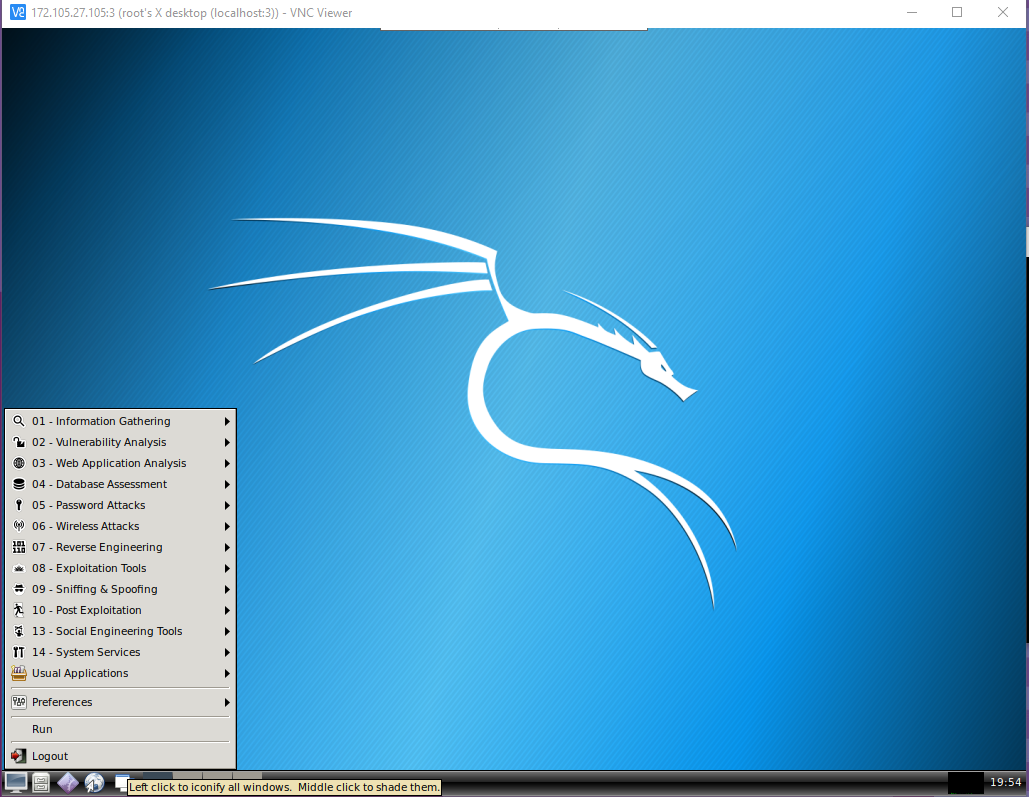 172.105.27.105:3 (root's X desktop (localhost:3)) - VNC Viewer
01 - Information Gathering
02 - Vulnerability Analysis
03 - Web Application Analysis
04 - Database Assessment
05 - Password Attacks
06 - Wireless Attacks
07 - Reverse Engineering
08 - Exploitation Tools
09 - Sniffing & Spoofing
10 - Post Exploitation
13 - Social Engineering Tools
14 - System Services
Usual Applications
Preferences
Run
Logout
Left click to iconify all windows.  Middle click to shade them.
19:54